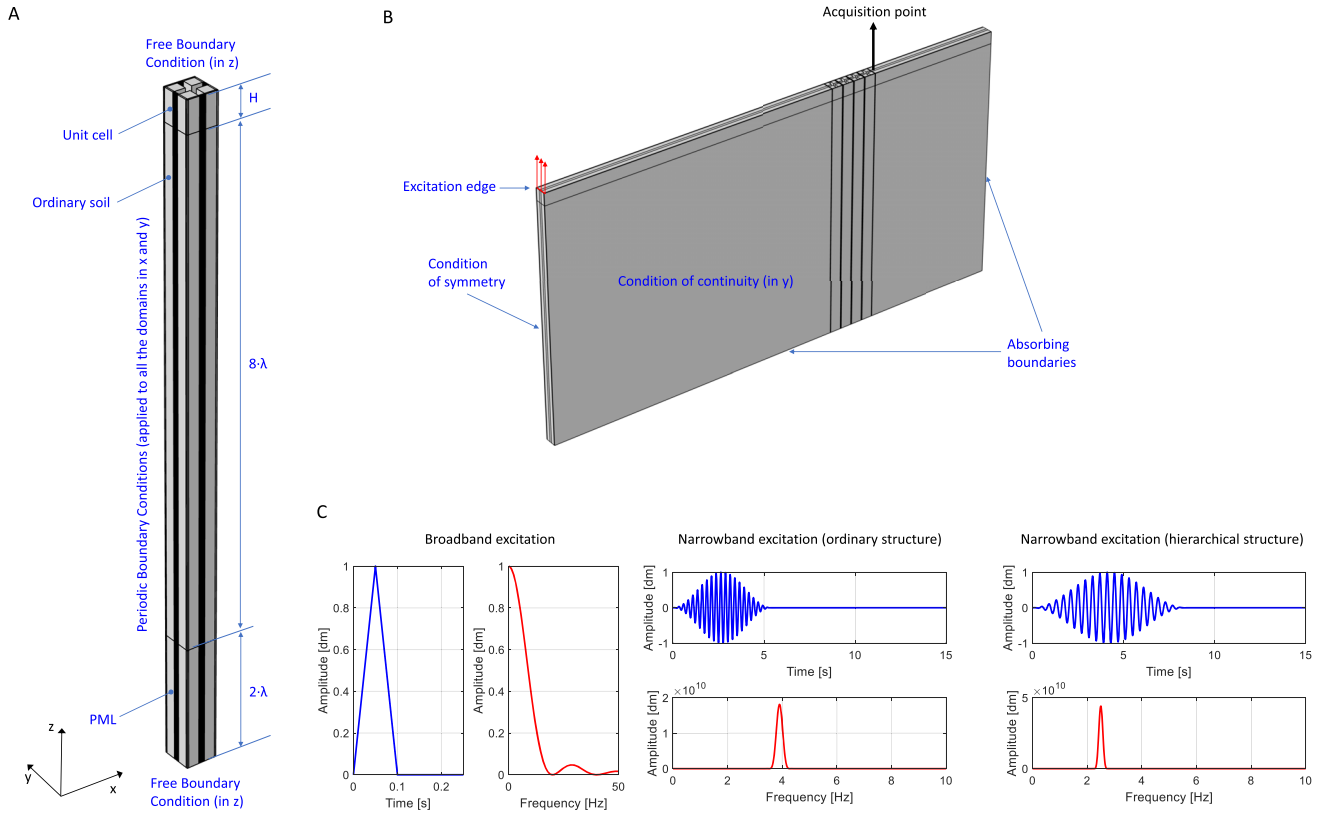 A
Free Boundary
Condition (in z)
H
Unit cell
Ordinary soil
Periodic Boundary Conditions (applied to all the domains in x and y)
8·λ
2·λ
PML
z
y
x
Free Boundary
Condition (in z)
B
Acquisition point
Excitation edge
Condition
of symmetry
Condition of continuity (in y)
Absorbing
boundaries
C
Broadband excitation
Amplitude [dm]
1
0.8
0.6
0.4
0.2
0
0 0.1 0.2
Time [s]
Amplitude [dm]
1
0.8
0.6
0.4
0.2
0
0 50
Frequency [Hz]
Narrowband excitation (ordinary structure)
Amplitude [dm]
1
0
-1
0 5 10 15
Time [s]
×10^10
Amplitude [dm]
2
1
0
0 2 4 6 8 10
Frequency [Hz]
Narrowband excitation (hierarchical structure)
Amplitude [dm]
1
0
-1
0 5 10 15
Time [s]
×10^10
Amplitude [dm]
5
0
0 2 4 6 8 10
Frequency [Hz]